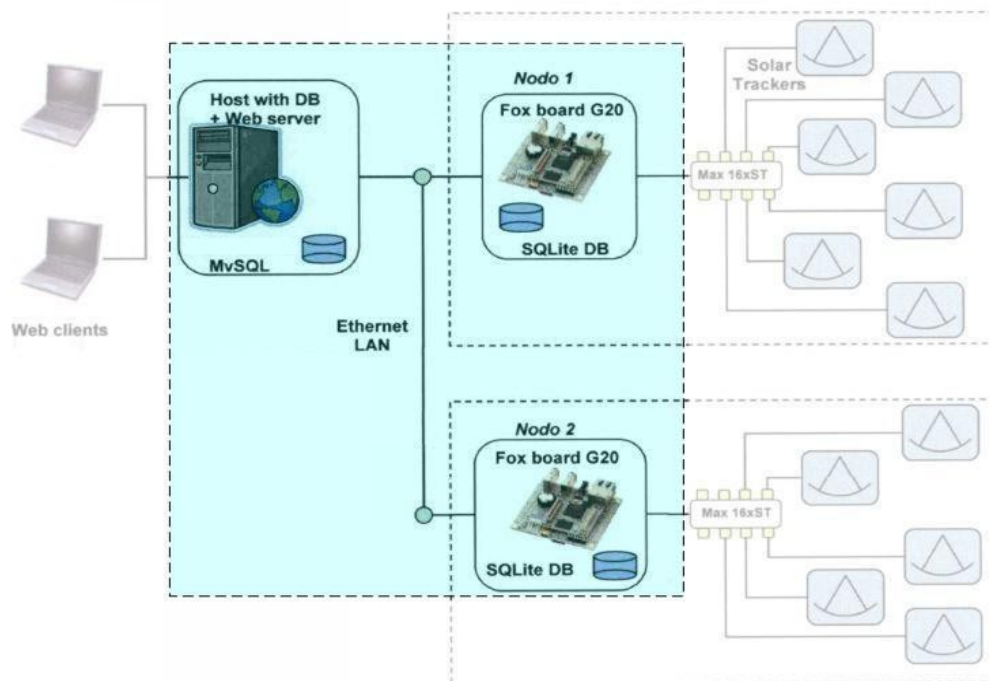 Web clients
Host with DB
+ Web server
MvSQL
Ethernet
LAN
Nodo 1
Fox board G20
SQLite DB
Max 16xST
Solar
Trackers
Nodo 2
Fox board G20
SQLite DB
Max 16xST